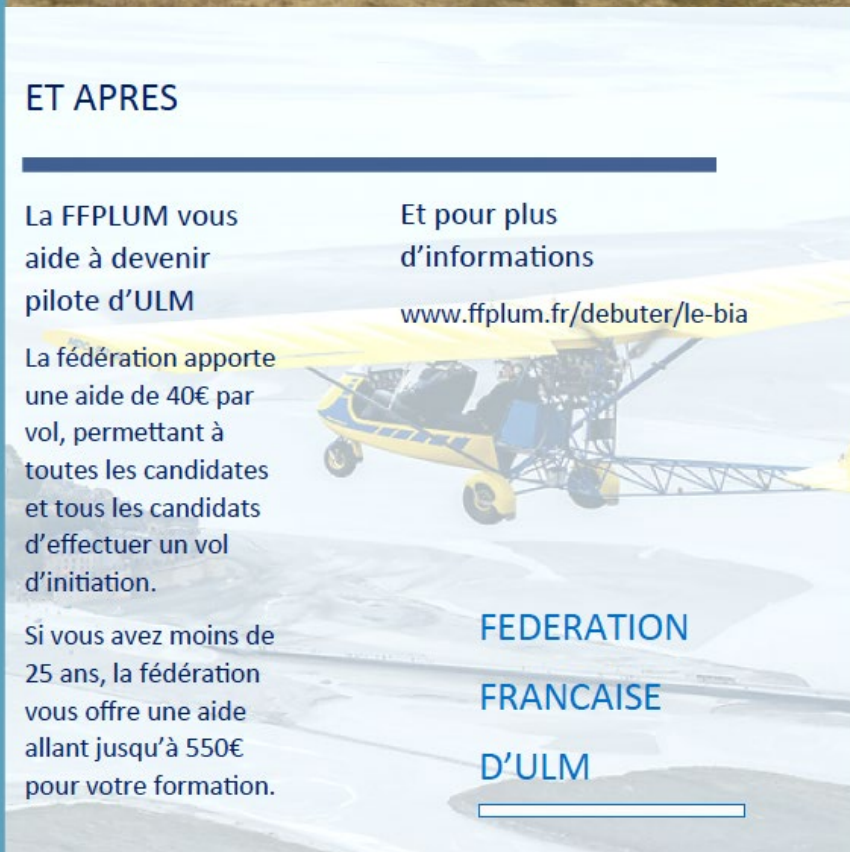 ET APRES
La FFPLUM vous
aide à devenir
pilote d'ULM
La fédération apporte
une aide de 40€ par
vol, permettant à
toutes les candidates
et tous les candidats
d'effectuer un vol
d'initiation.
Si vous avez moins de
25 ans, la fédération
vous offre une aide
allant jusqu'à 550€
pour votre formation.
Et pour plus
d'informations
www.ffplum.fr/debuter/le-bia
FEDERATION
FRANCAISE
D'ULM